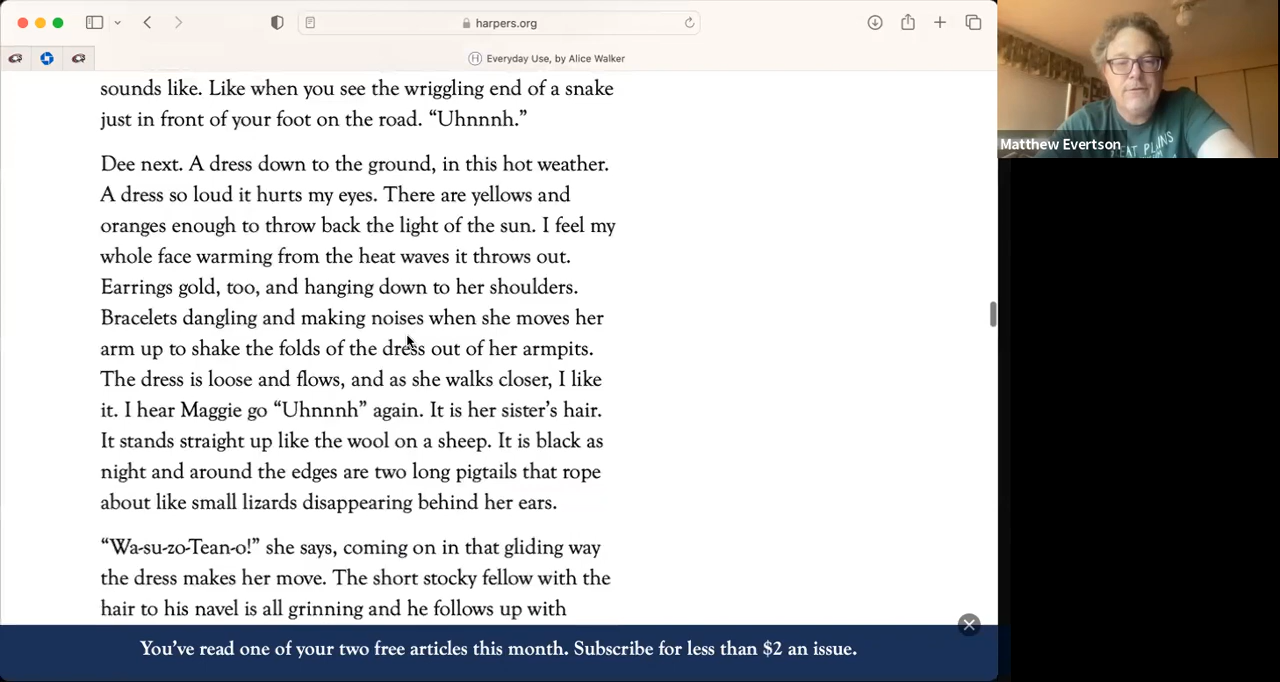 harpers.org
Everyday Use, by Alice Walker
sounds like. Like when you see the wriggling end of a snake
just in front of your foot on the road. “Uhnnnh.”
Dee next. A dress down to the ground, in this hot weather.
A dress so loud it hurts my eyes. There are yellows and
oranges enough to throw back the light of the sun. I feel my
whole face warming from the heat waves it throws out.
Earrings gold, too, and hanging down to her shoulders.
Bracelets dangling and making noises when she moves her
arm up to shake the folds of the dress out of her armpits.
The dress is loose and flows, and as she walks closer, I like
it. I hear Maggie go “Uhnnnh” again. It is her sister’s hair.
It stands straight up like the wool on a sheep. It is black as
night and around the edges are two long pigtails that rope
about like small lizards disappearing behind her ears.
“Wa-su-zo-Tean-o!” she says, coming on in that gliding way
the dress makes her move. The short stocky fellow with the
hair to his navel is all grinning and he follows up with
You’ve read one of your two free articles this month. Subscribe for less than $2 an issue.
Matthew Evertson
PLAINS